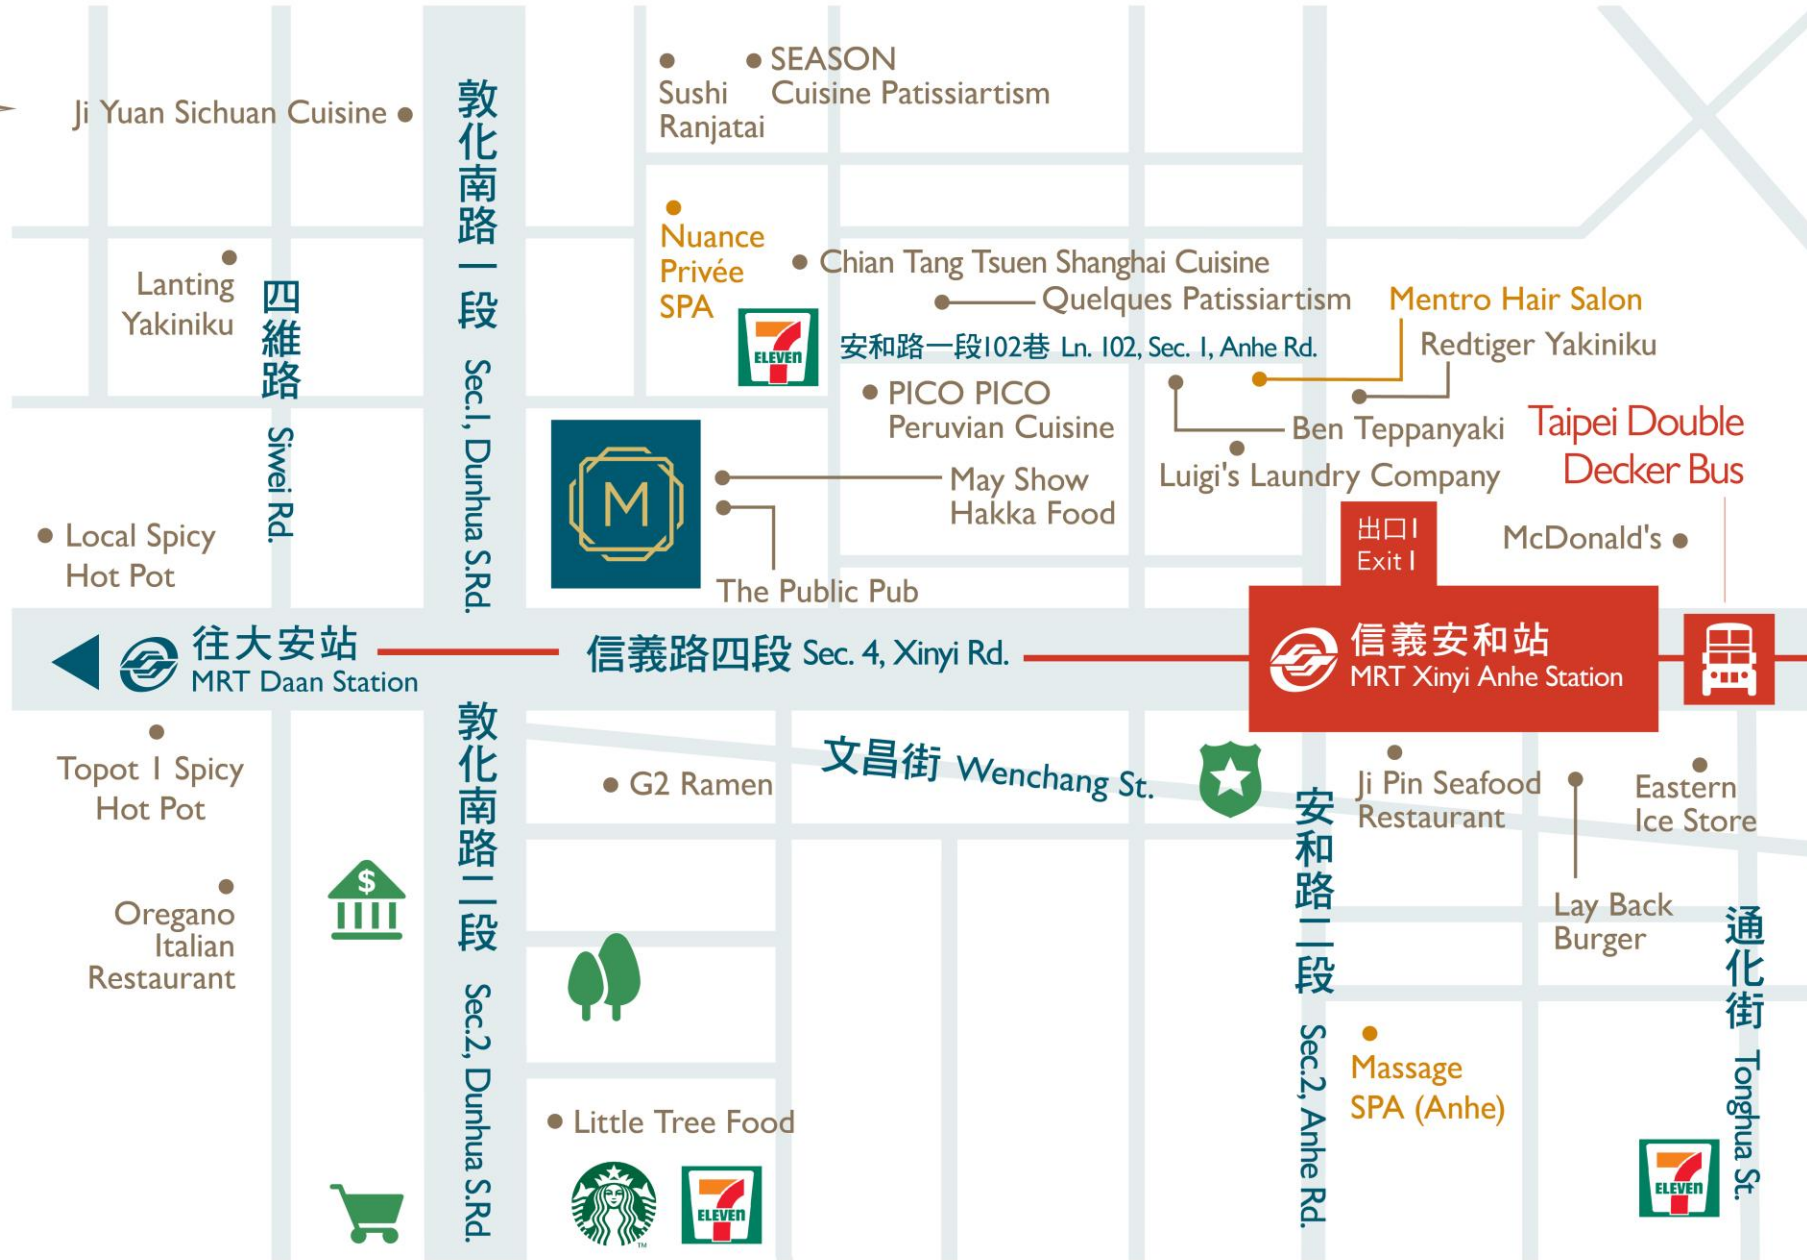 Ji Yuan Sichuan Cuisine
敦化南路一段
Sec.1, Dunhua S.Rd.
Sushi
Ranjatai
SEASON
Cuisine Patissiartism
Lanting
Yakiniku
四維路
Siwei Rd.
Nuance
Privée
SPA
Chian Tang Tsuen Shanghai Cuisine
Quelques Patissiartism
Mentro Hair Salon
7
ELEVEN
安和路一段102巷 Ln. 102, Sec. 1, Anhe Rd.
Redtiger Yakiniku
PICO PICO
Peruvian Cuisine
Ben Teppanyaki
Taipei Double
Decker Bus
Luigi's Laundry Company
M
May Show
Hakka Food
The Public Pub
Local Spicy
Hot Pot
出口1
Exit 1
McDonald's
往大安站
MRT Daan Station
信義路四段 Sec. 4, Xinyi Rd.
信義安和站
MRT Xinyi Anhe Station
Topot 1 Spicy
Hot Pot
敦化南路二段
Sec.2, Dunhua S.Rd.
G2 Ramen
文昌街 Wenchang St.
安和路二段
Sec.2, Anhe Rd.
Ji Pin Seafood
Restaurant
Eastern
Ice Store
Oregano
Italian
Restaurant
$
Lay Back
Burger
通化街
Tonghua St.
Massage
SPA (Anhe)
Little Tree Food
TM
7
ELEVEN
7
ELEVEN